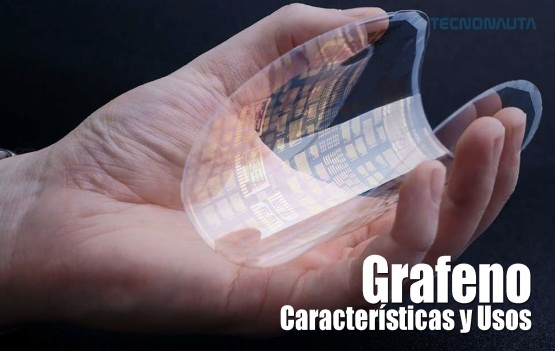 TECNONAUTA
Grafeno
Características y Usos